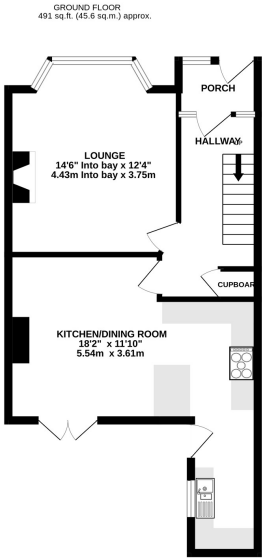 GROUND FLOOR
491 sq.ft. (45.6 sq.m.) approx.
PORCH
HALLWAY
LOUNGE
14'6" Into bay x 12'4"
4.43m Into bay x 3.75m
CUPBOAR
KITCHEN/DINING ROOM
18'2" x 11'10"
5.54m x 3.61m